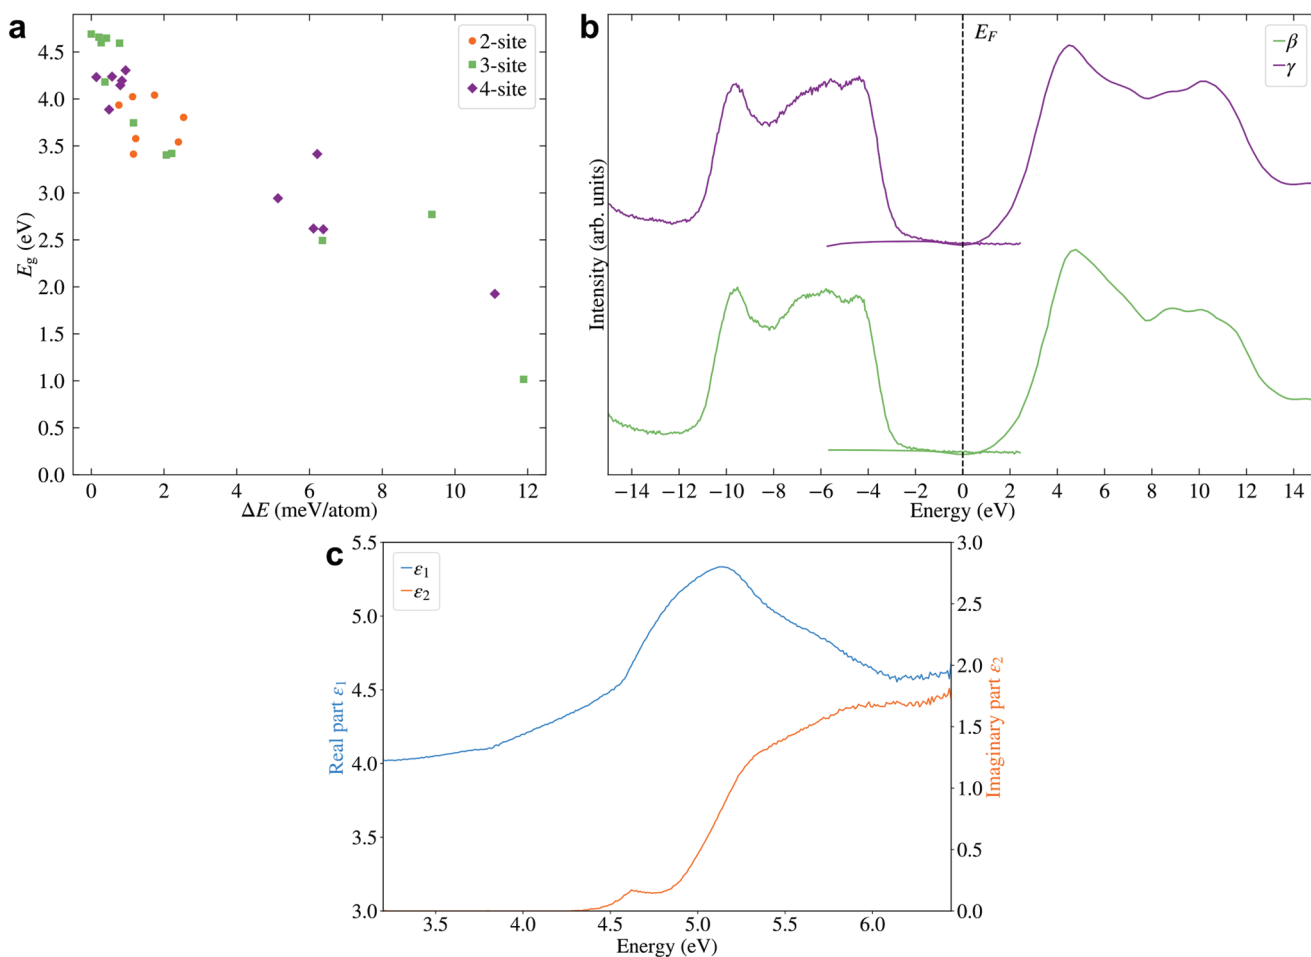 a
4.5
4.0
3.5
3.0
2.5
2.0
1.5
1.0
0.5
0.0
E_g (eV)
2-site
3-site
4-site
0 2 4 6 8 10 12
ΔE (meV/atom)
b
E_F
β
γ
Intensity (arb. units)
−14 −12 −10 −8 −6 −4 −2 0 2 4 6 8 10 12 14
Energy (eV)
c
5.5
5.0
4.5
4.0
3.5
3.0
Real part ε₁
ε₁
ε₂
3.0
2.5
2.0
1.5
1.0
0.5
0.0
Imaginary part ε₂
3.5 4.0 4.5 5.0 5.5 6.0
Energy (eV)